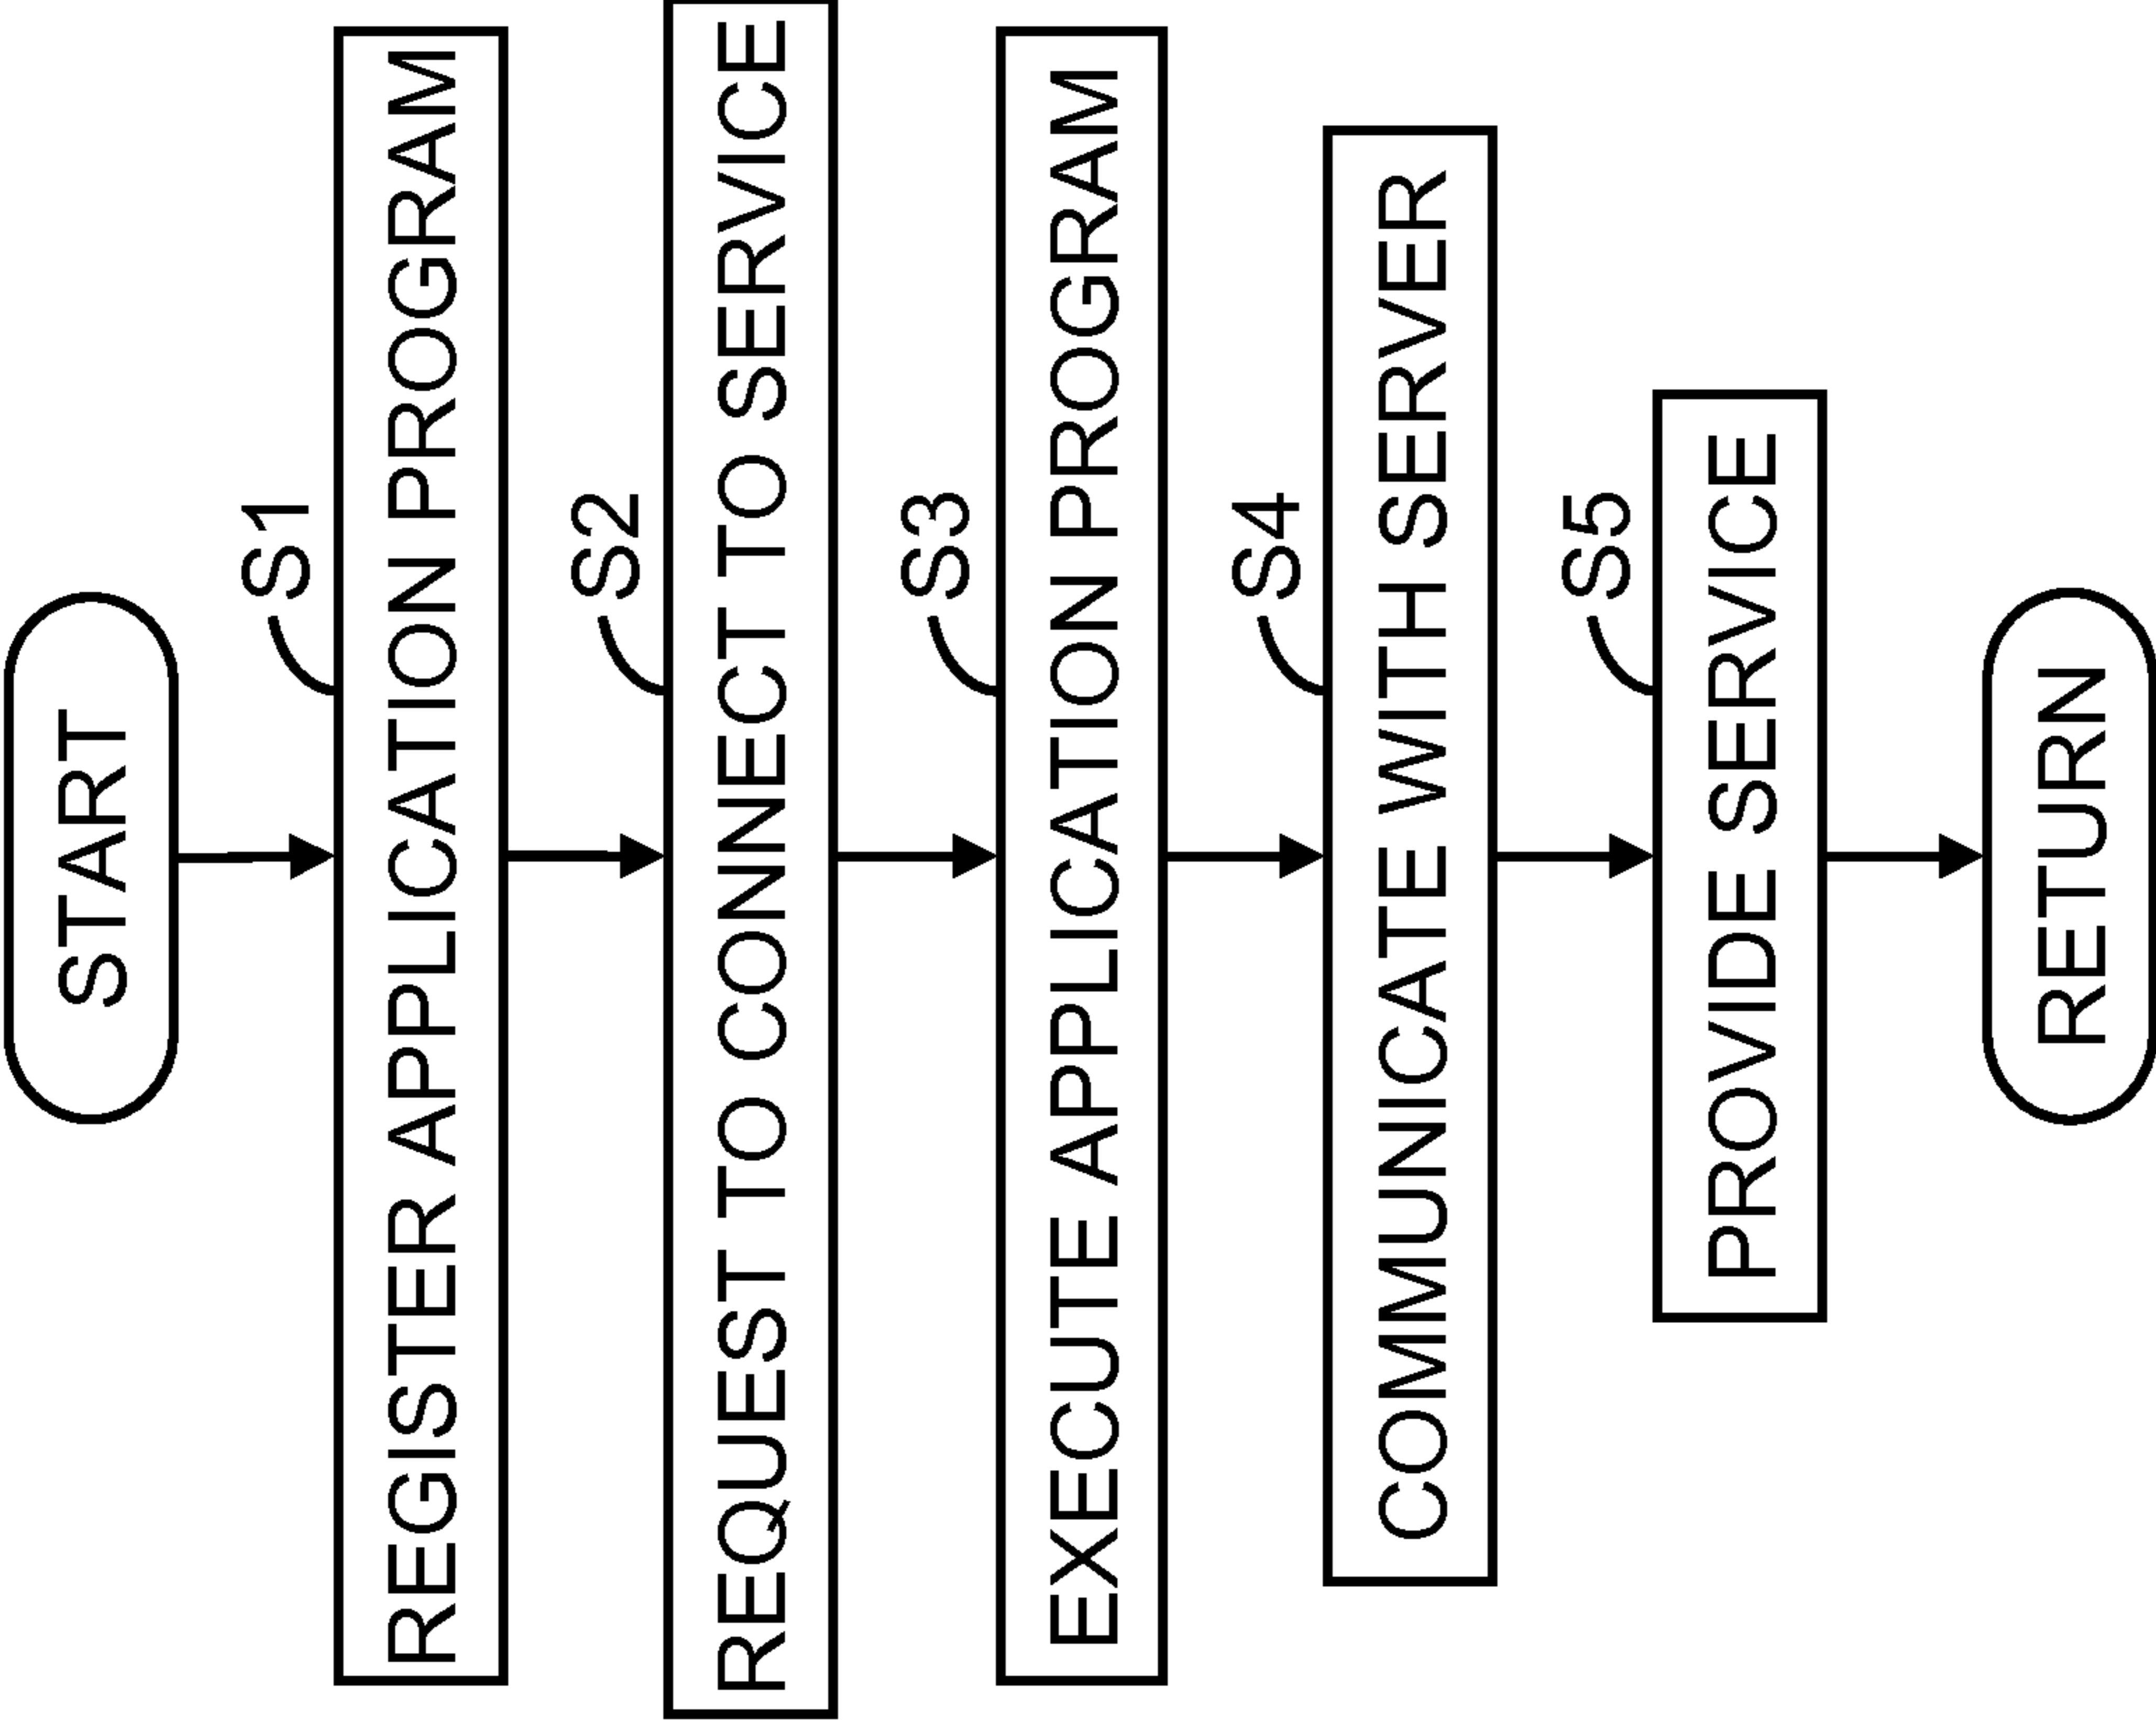 START
S1
REGISTER APPLICATION PROGRAM
S2
REQUEST TO CONNECT TO SERVICE
S3
EXECUTE APPLICATION PROGRAM
S4
COMMUNICATE WITH SERVER
S5
PROVIDE SERVICE
RETURN